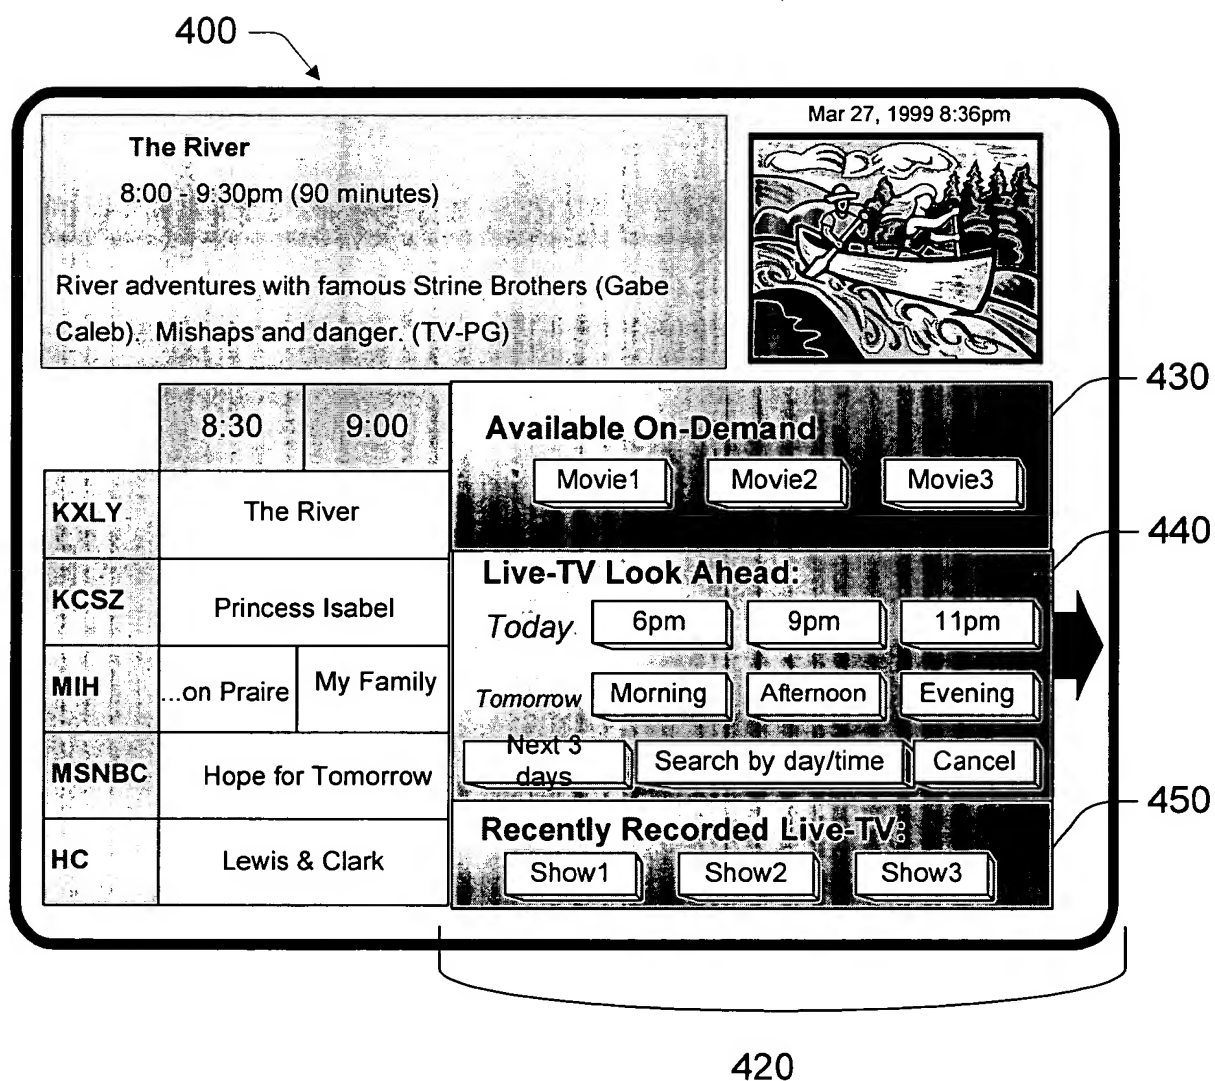 400
Mar 27, 1999 8:36pm
The River
8:00 - 9:30pm (90 minutes)
River adventures with famous Strine Brothers (Gabe
Caleb). Mishaps and danger. (TV-PG)
430
8:30 9:00
Available On-Demand
Movie1 Movie2 Movie3
KXLY The River
440
Live-TV Look Ahead:
KCSZ Princess Isabel
Today 6pm 9pm 11pm
MIH ...on Praire My Family
Tomorrow Morning Afternoon Evening
MSNBC Hope for Tomorrow
Next 3
days
Search by day/time Cancel
450
Recently Recorded Live-TV:
HC Lewis & Clark
Show1 Show2 Show3
420